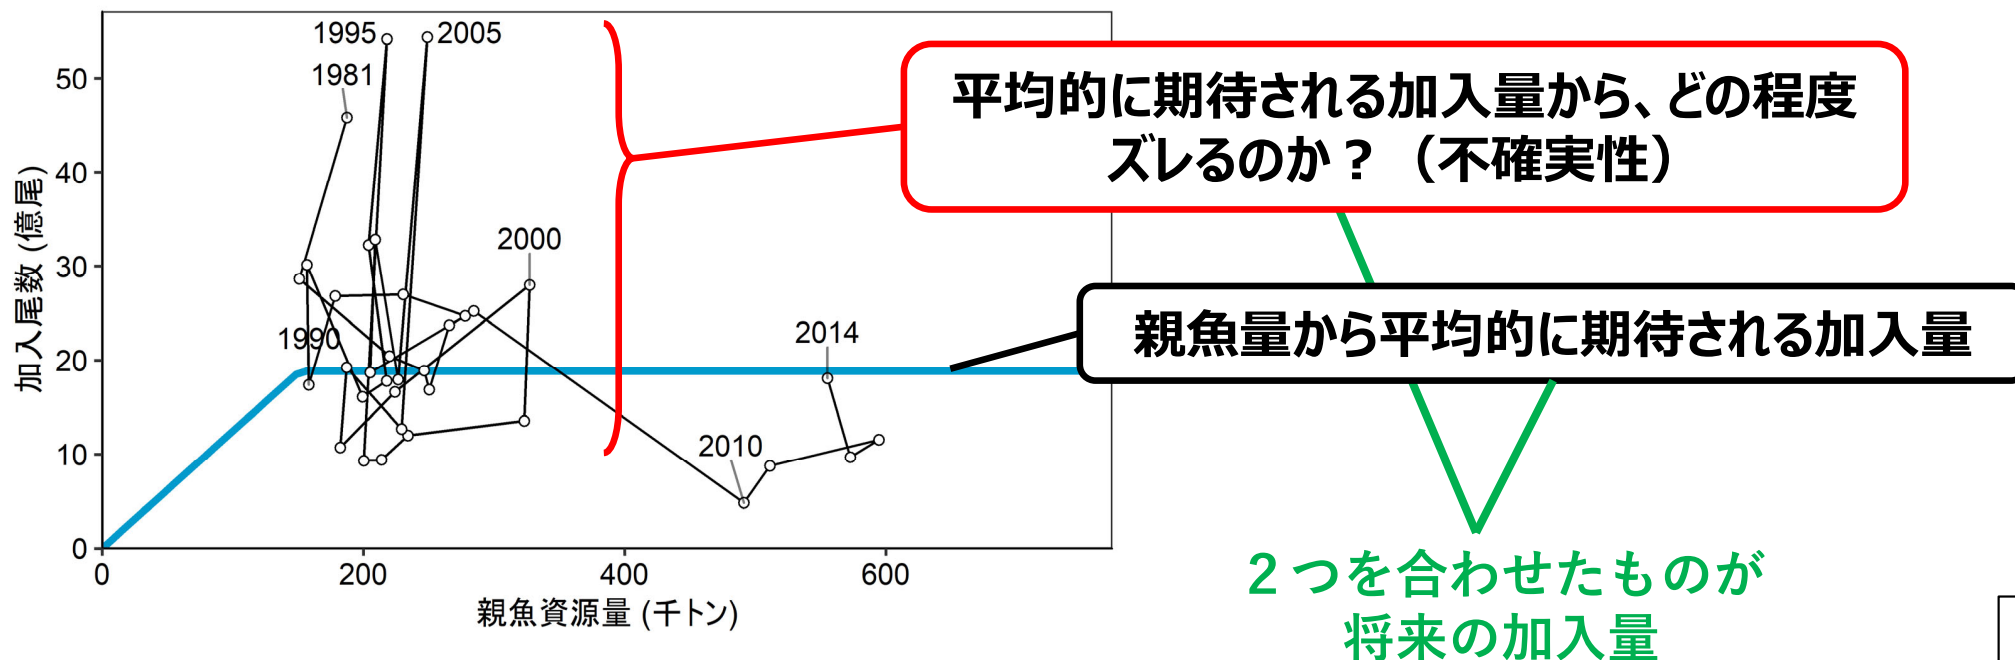 1995
2005
1981
50
平均的に期待される加入量から、どの程度
ズレるのか？（不確実性）
40
2000
30
1990
2014
親魚量から平均的に期待される加入量
20
2010
10
0
加入尾数 (億尾)
0
200
400
600
親魚資源量 (千トン)
２つを合わせたものが
将来の加入量